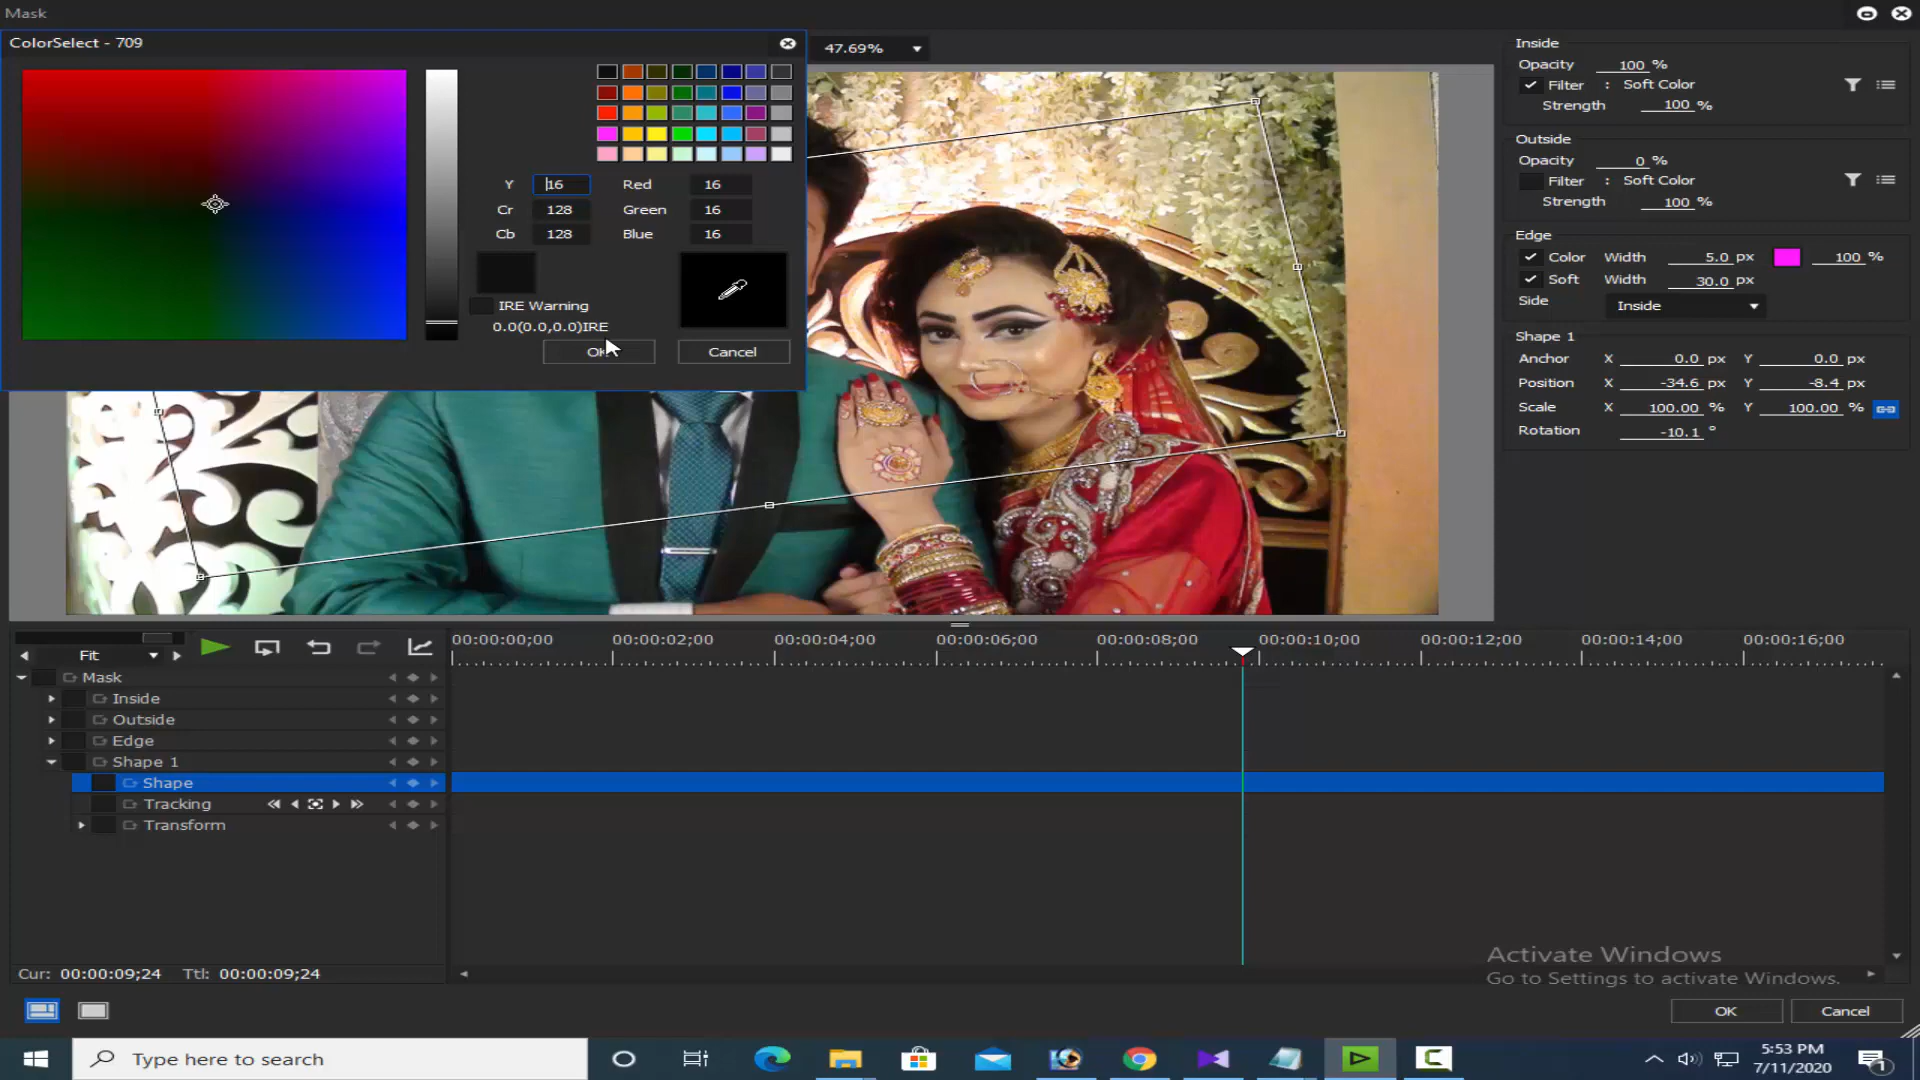 Mask
ColorSelect - 709
47.69%
Y 16 Red 16
Cr 128 Green 16
Cb 128 Blue 16
IRE Warning
0.0(0.0,0.0)IRE
OK Cancel
Inside
Opacity 100 %
Filter : Soft Color
Strength 100 %
Outside
Opacity 0 %
Filter : Soft Color
Strength 100 %
Edge
Color Width 5.0 px 100 %
Soft Width 30.0 px
Side Inside
Shape 1
Anchor X 0.0 px Y 0.0 px
Position X -34.6 px Y -8.4 px
Scale X 100.00 % Y 100.00 %
Rotation -10.1 °
Fit
00:00:00;00 00:00:02;00 00:00:04;00 00:00:06;00 00:00:08;00 00:00:10;00 00:00:12;00 00:00:14;00 00:00:16;00
Mask
Inside
Outside
Edge
Shape 1
Shape
Tracking
Transform
Cur: 00:00:09;24 Ttl: 00:00:09;24
Activate Windows
Go to Settings to activate Windows.
OK Cancel
Type here to search
5:53 PM
7/11/2020
1